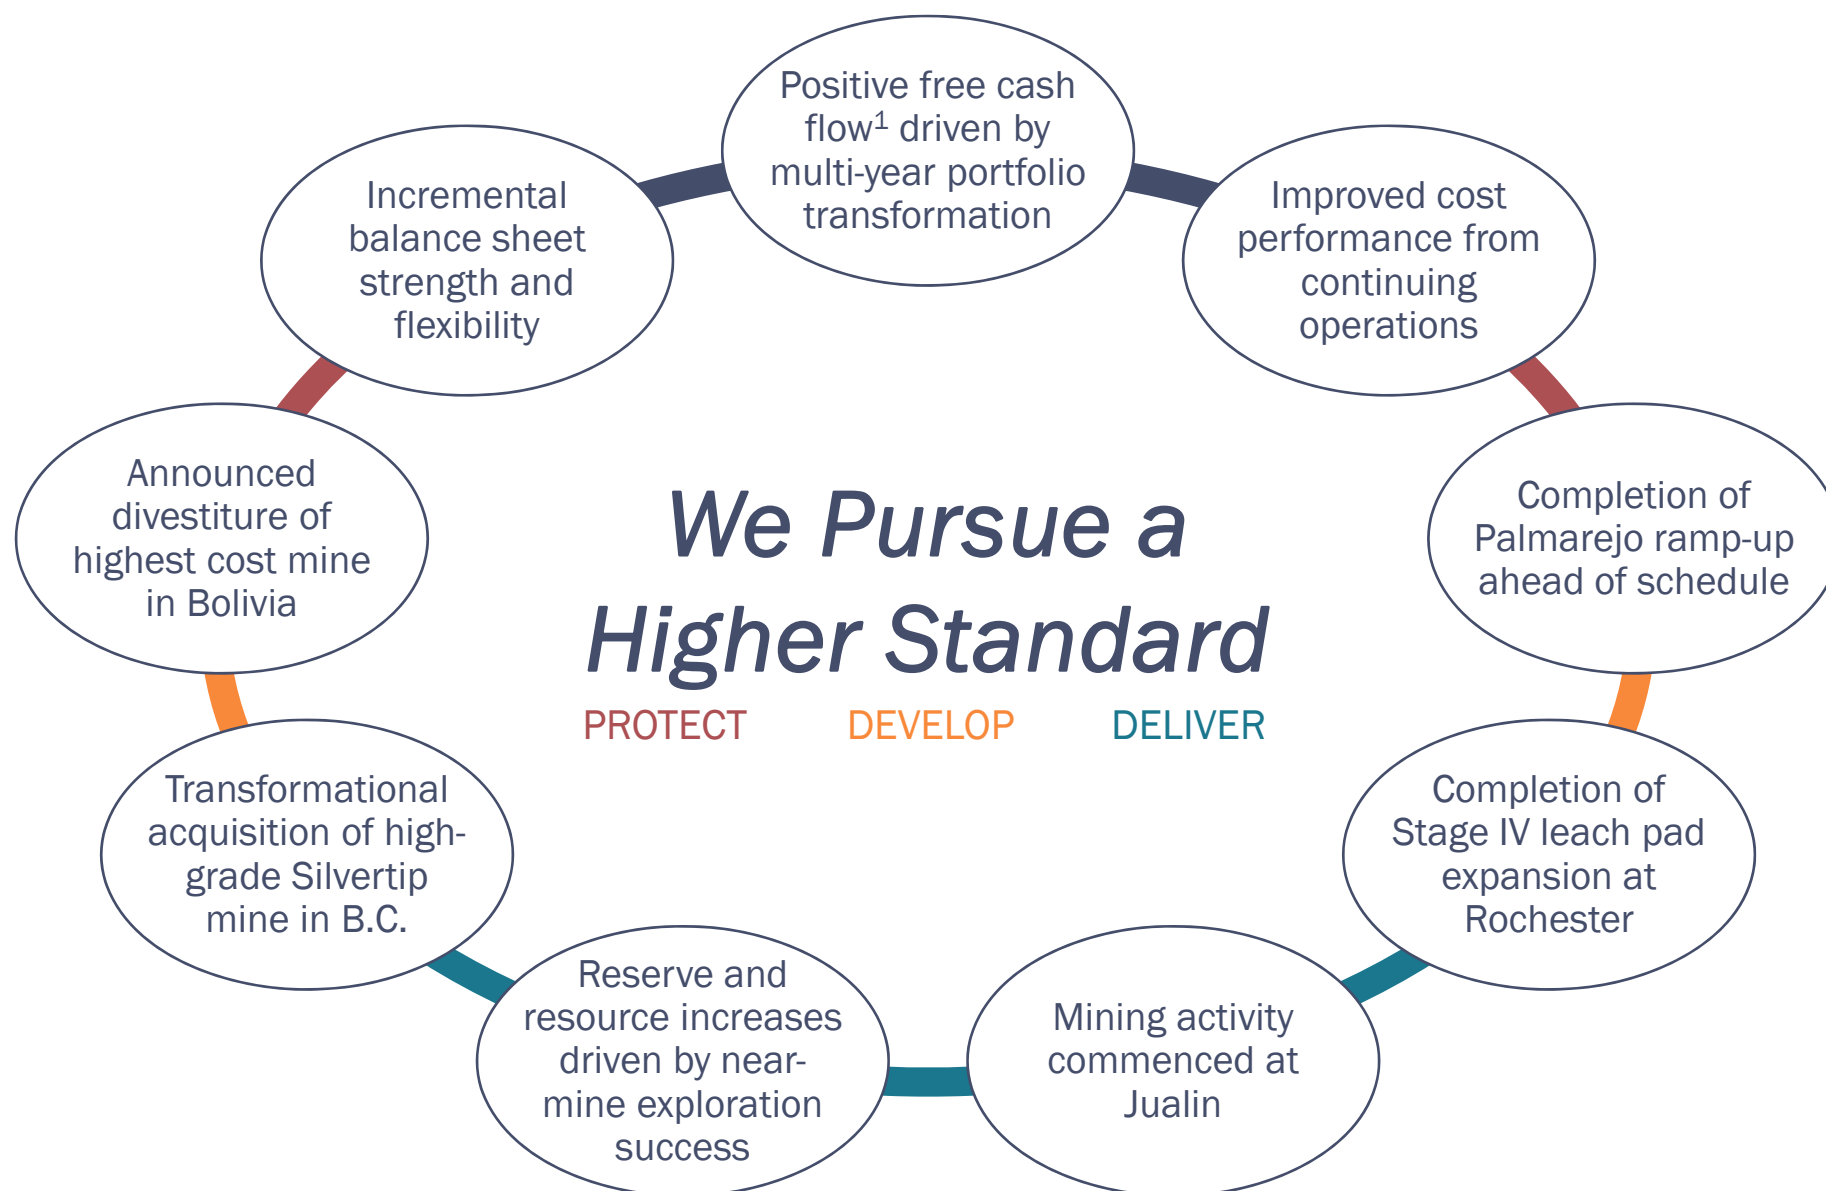 Positive free cash
flow¹ driven by
multi-year portfolio
transformation
Improved cost
performance from
continuing
operations
Completion of
Palmarejo ramp-up
ahead of schedule
Completion of
Stage IV leach pad
expansion at
Rochester
Mining activity
commenced at
Jualin
Reserve and
resource increases
driven by near-
mine exploration
success
Transformational
acquisition of high-
grade Silvertip
mine in B.C.
Announced
divestiture of
highest cost mine
in Bolivia
Incremental
balance sheet
strength and
flexibility
We Pursue a
Higher Standard
PROTECT DEVELOP DELIVER